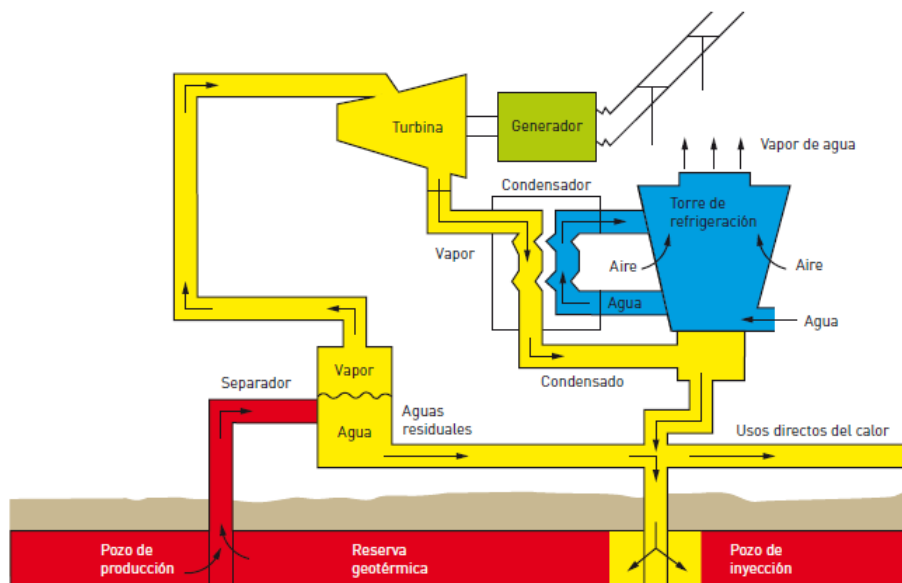 Turbina
Generador
Vapor de agua
Condensador
Torre de
refrigeración
Vapor
Aire
Aire
Agua
Agua
Vapor
Separador
Condensado
Aguas
residuales
Agua
Usos directos del calor
Pozo de
producción
Reserva
geotérmica
Pozo de
inyección